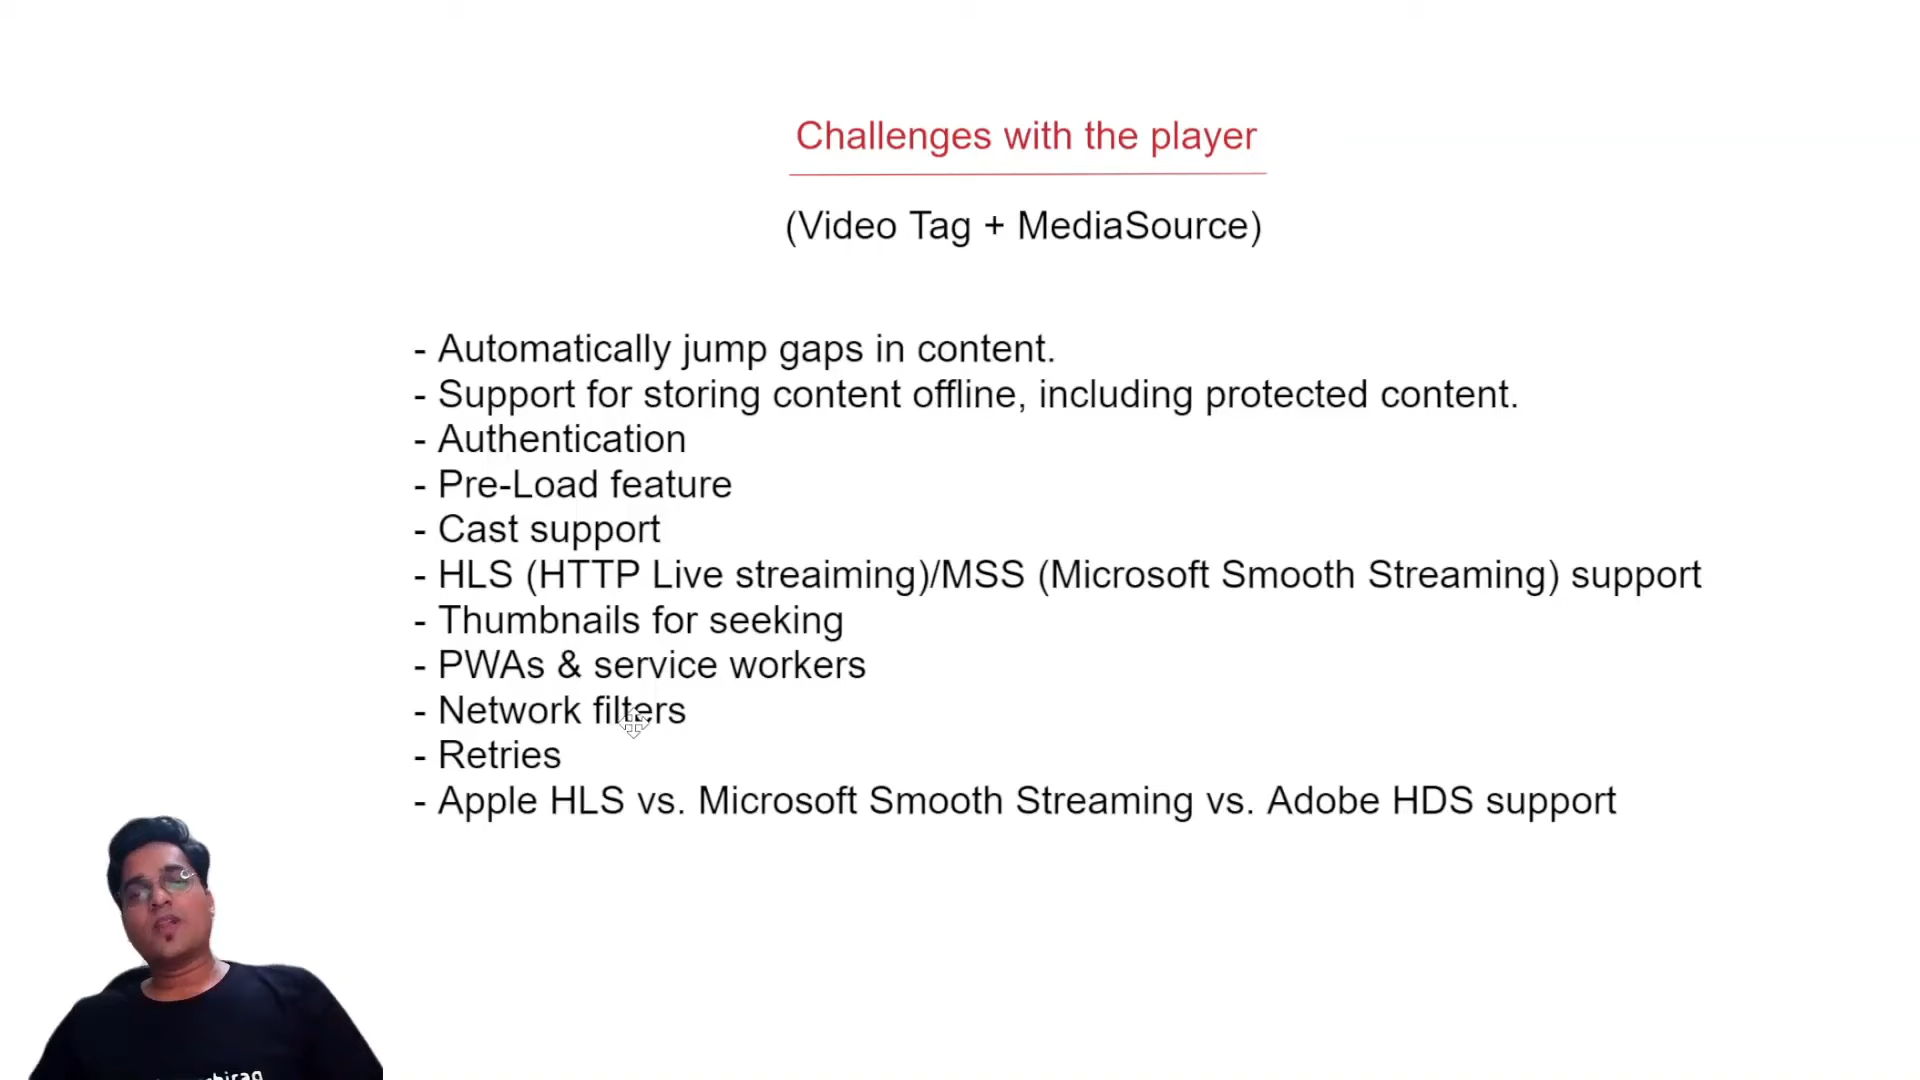 Challenges with the player
(Video Tag + MediaSource)
- Automatically jump gaps in content.
- Support for storing content offline, including protected content.
- Authentication
- Pre-Load feature
- Cast support
- HLS (HTTP Live streaiming)/MSS (Microsoft Smooth Streaming) support
- Thumbnails for seeking
- PWAs & service workers
- Network filters
- Retries
- Apple HLS vs. Microsoft Smooth Streaming vs. Adobe HDS support